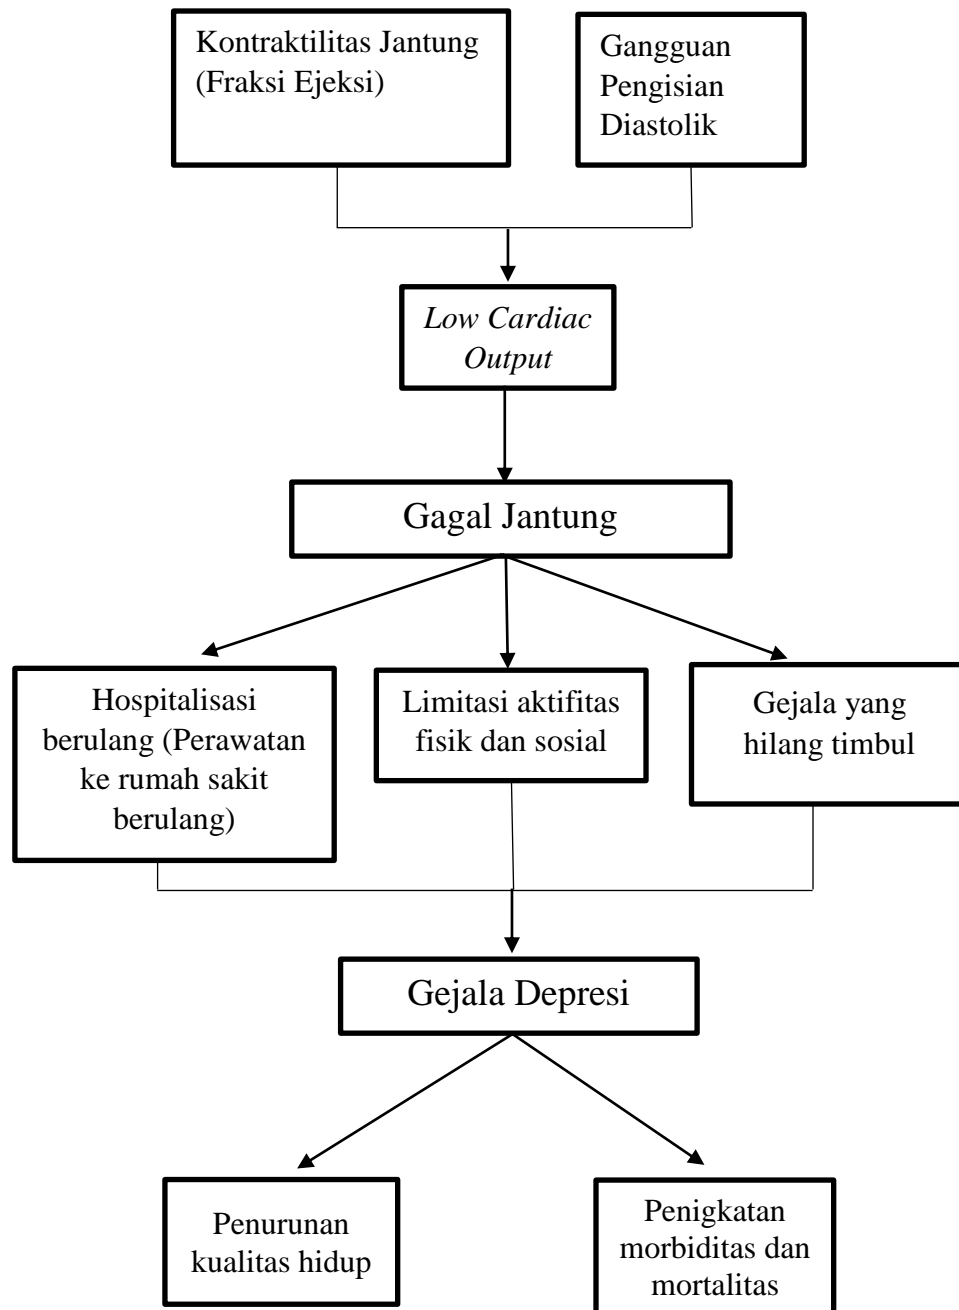 Kontraktilitas Jantung
(Fraksi Ejeksi)
Gangguan
Pengisian
Diastolik
Low Cardiac
Output
Gagal Jantung
Hospitalisasi
berulang (Perawatan
ke rumah sakit
berulang)
Limitasi aktifitas
fisik dan sosial
Gejala yang
hilang timbul
Gejala Depresi
Penurunan
kualitas hidup
Penigkatan
morbiditas dan
mortalitas